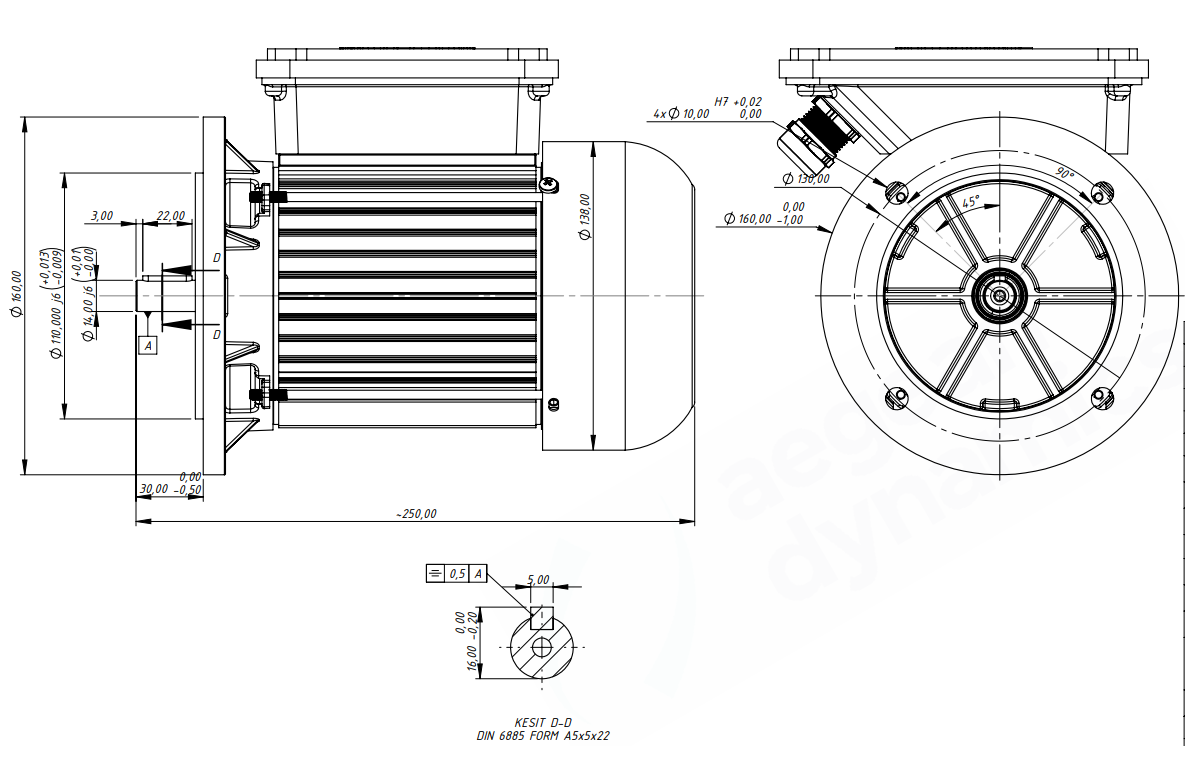 H7 +0,02
4x Ø 10,00 0,00
Ø 130,00
0,00
Ø 160,00 -1,00
90°
45°
3,00
22,00
D
D
A
Ø 138,00
Ø 160,00
Ø 110,000 j6 (+0,013 -0,009)
Ø 14,00 j6 (+0,01 -0,00)
0,00
30,00 -0,50
~250,00
0,5 A
5,00
0,00
16,00 -0,20
KESIT D-D
DIN 6885 FORM A5x5x22